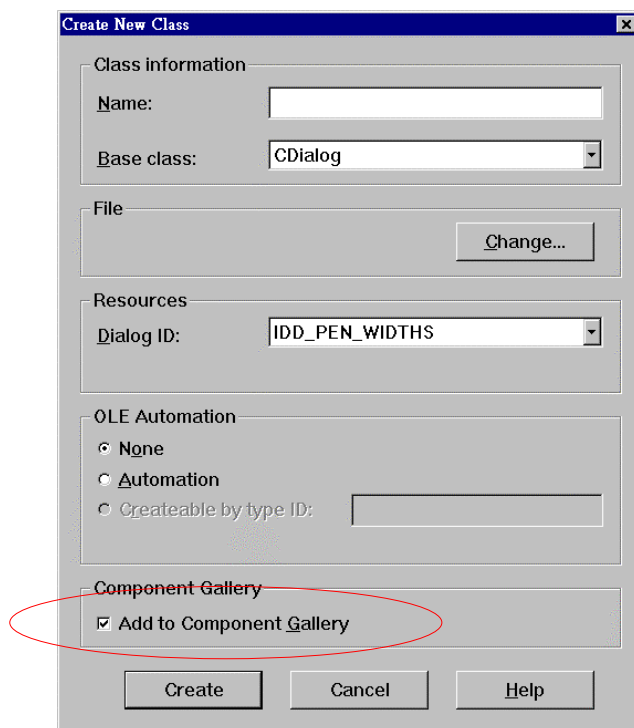 Create New Class
Class information
Name:
Base class: CDialog
File
Change...
Resources
Dialog ID: IDD_PEN_WIDTHS
OLE Automation
None
Automation
Createable by type ID:
Component Gallery
Add to Component Gallery
Create Cancel Help